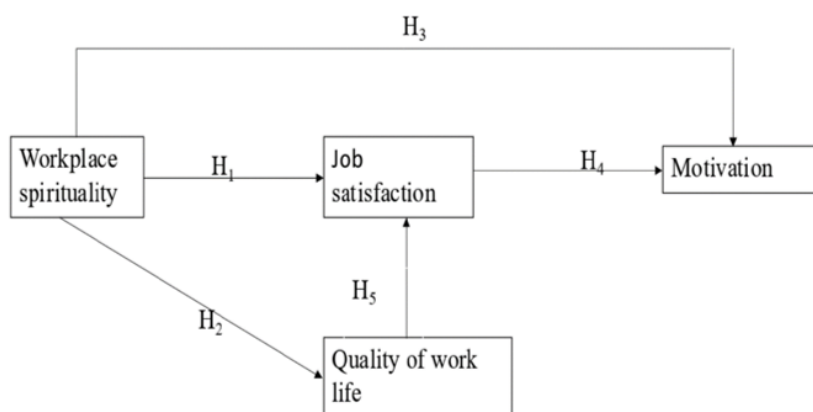 H3
Workplace
spirituality
H1
Job
satisfaction
H4
Motivation
H5
H2
Quality of work
life